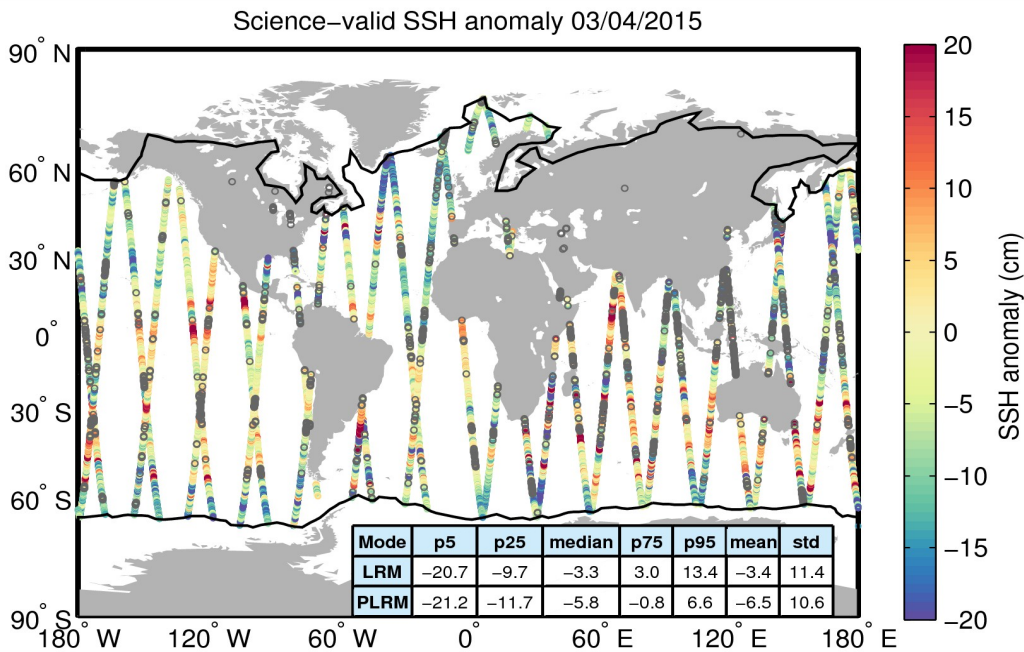 Science−valid SSH anomaly 03/04/2015
90° N
60° N
30° N
0°
30° S
60° S
90° S
180° W
120° W
60° W
0°
60° E
120° E
180° E
Mode p5 p25 median p75 p95 mean std
LRM −20.7 −9.7 −3.3 3.0 13.4 −3.4 11.4
PLRM −21.2 −11.7 −5.8 −0.8 6.6 −6.5 10.6
20
15
10
5
0
−5
−10
−15
−20
SSH anomaly (cm)